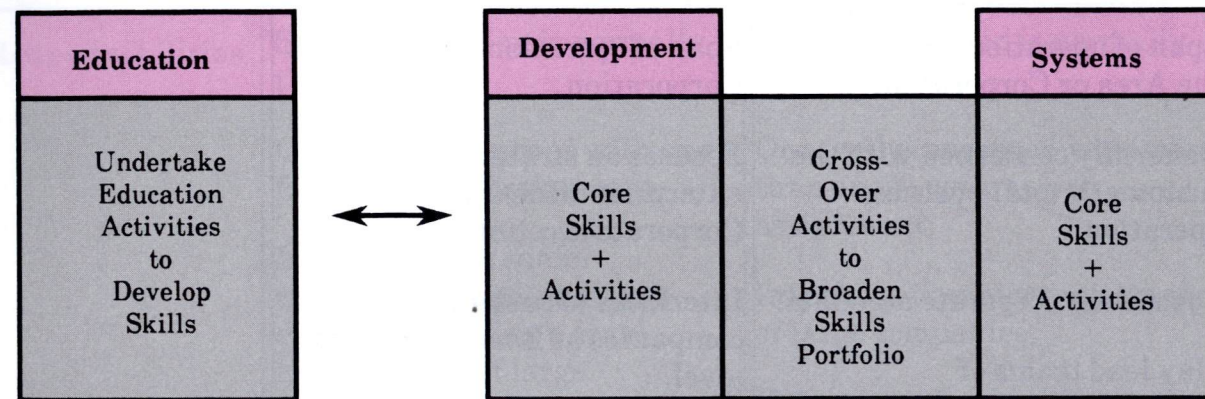 Education
Undertake
Education
Activities
to
Develop
Skills
Development
Core
Skills
+
Activities
Cross-
Over
Activities
to
Broaden
Skills
Portfolio
Systems
Core
Skills
+
Activities